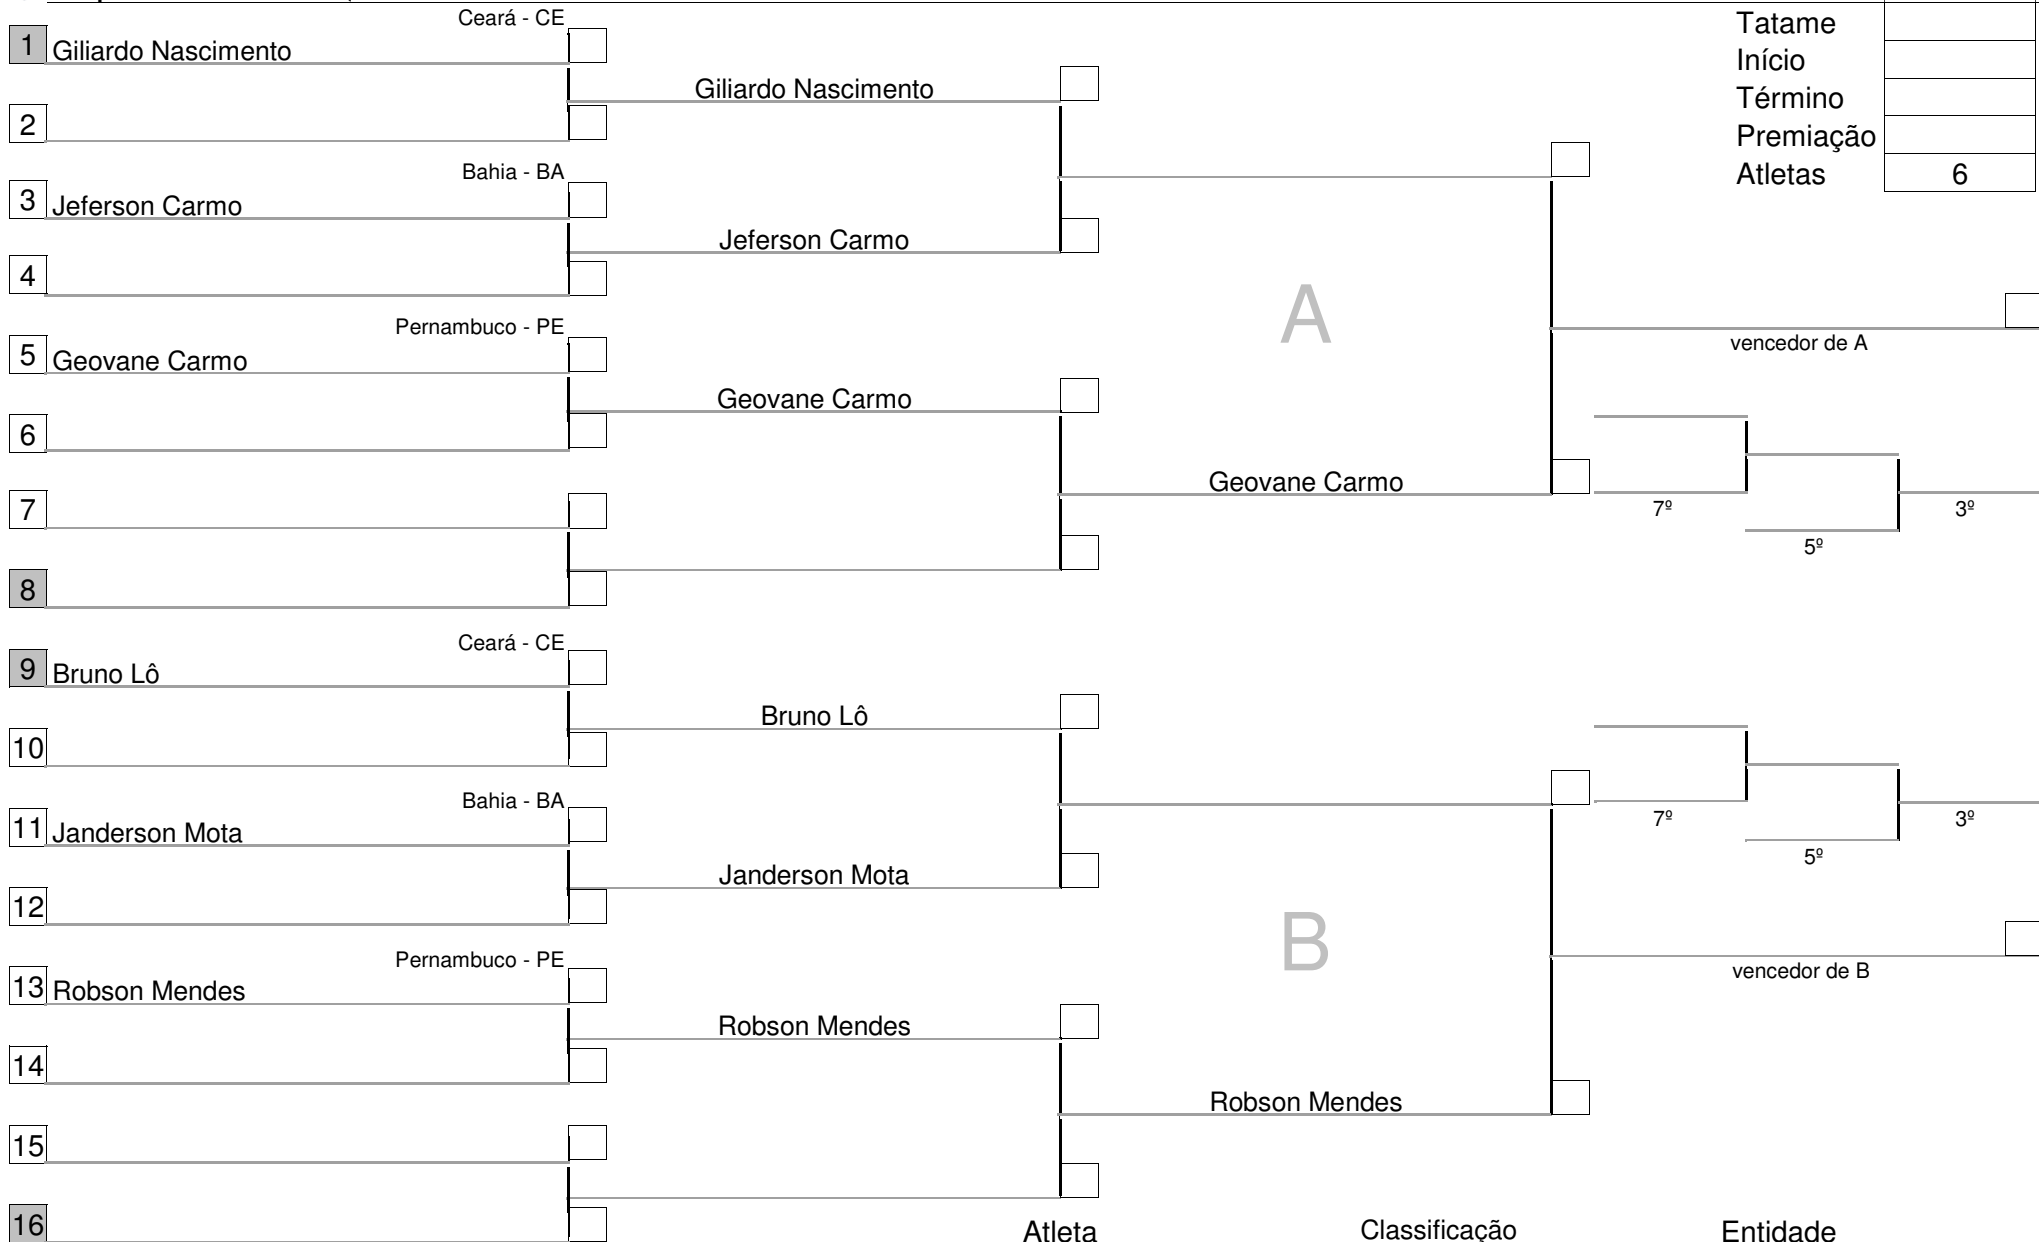 Ceará - CE
Tatame
1 Giliardo Nascimento
Início
Giliardo Nascimento
Término
2
Premiação
Bahia - BA
Atletas 6
3 Jeferson Carmo
Jeferson Carmo
4
A
Pernambuco - PE
vencedor de A
5 Geovane Carmo
Geovane Carmo
6
Geovane Carmo
7
7º 3º
5º
8
Ceará - CE
9 Bruno Lô
Bruno Lô
10
Bahia - BA
7º 3º
11 Janderson Mota
5º
Janderson Mota
12
B
Pernambuco - PE
vencedor de B
13 Robson Mendes
Robson Mendes
14
Robson Mendes
15
16
Atleta Classificação Entidade